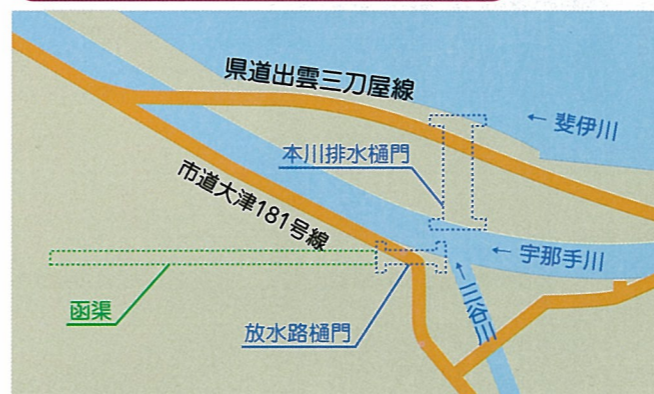 県道出雲三刀屋線
← 斐伊川
本川排水樋門
市道大津181号線
← 宇那手川
函渠
放水路樋門
← 三谷川